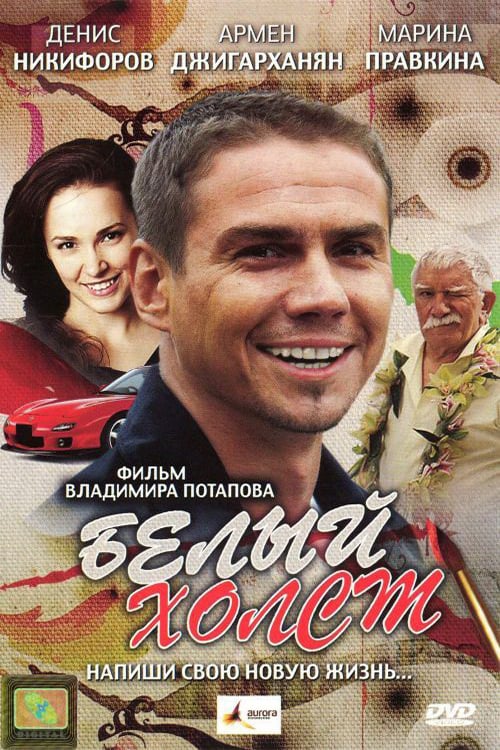 ДЕНИС АРМЕН МАРИНА
НИКИФОРОВ ДЖИГАРХАНЯН ПРАВКИНА
ФИЛЬМ
ВЛАДИМИРА ПОТАПОВА
БЕЛЫЙ
ХОЛСТ
НАПИШИ СВОЮ НОВУЮ ЖИЗНЬ...
aurora
DVD